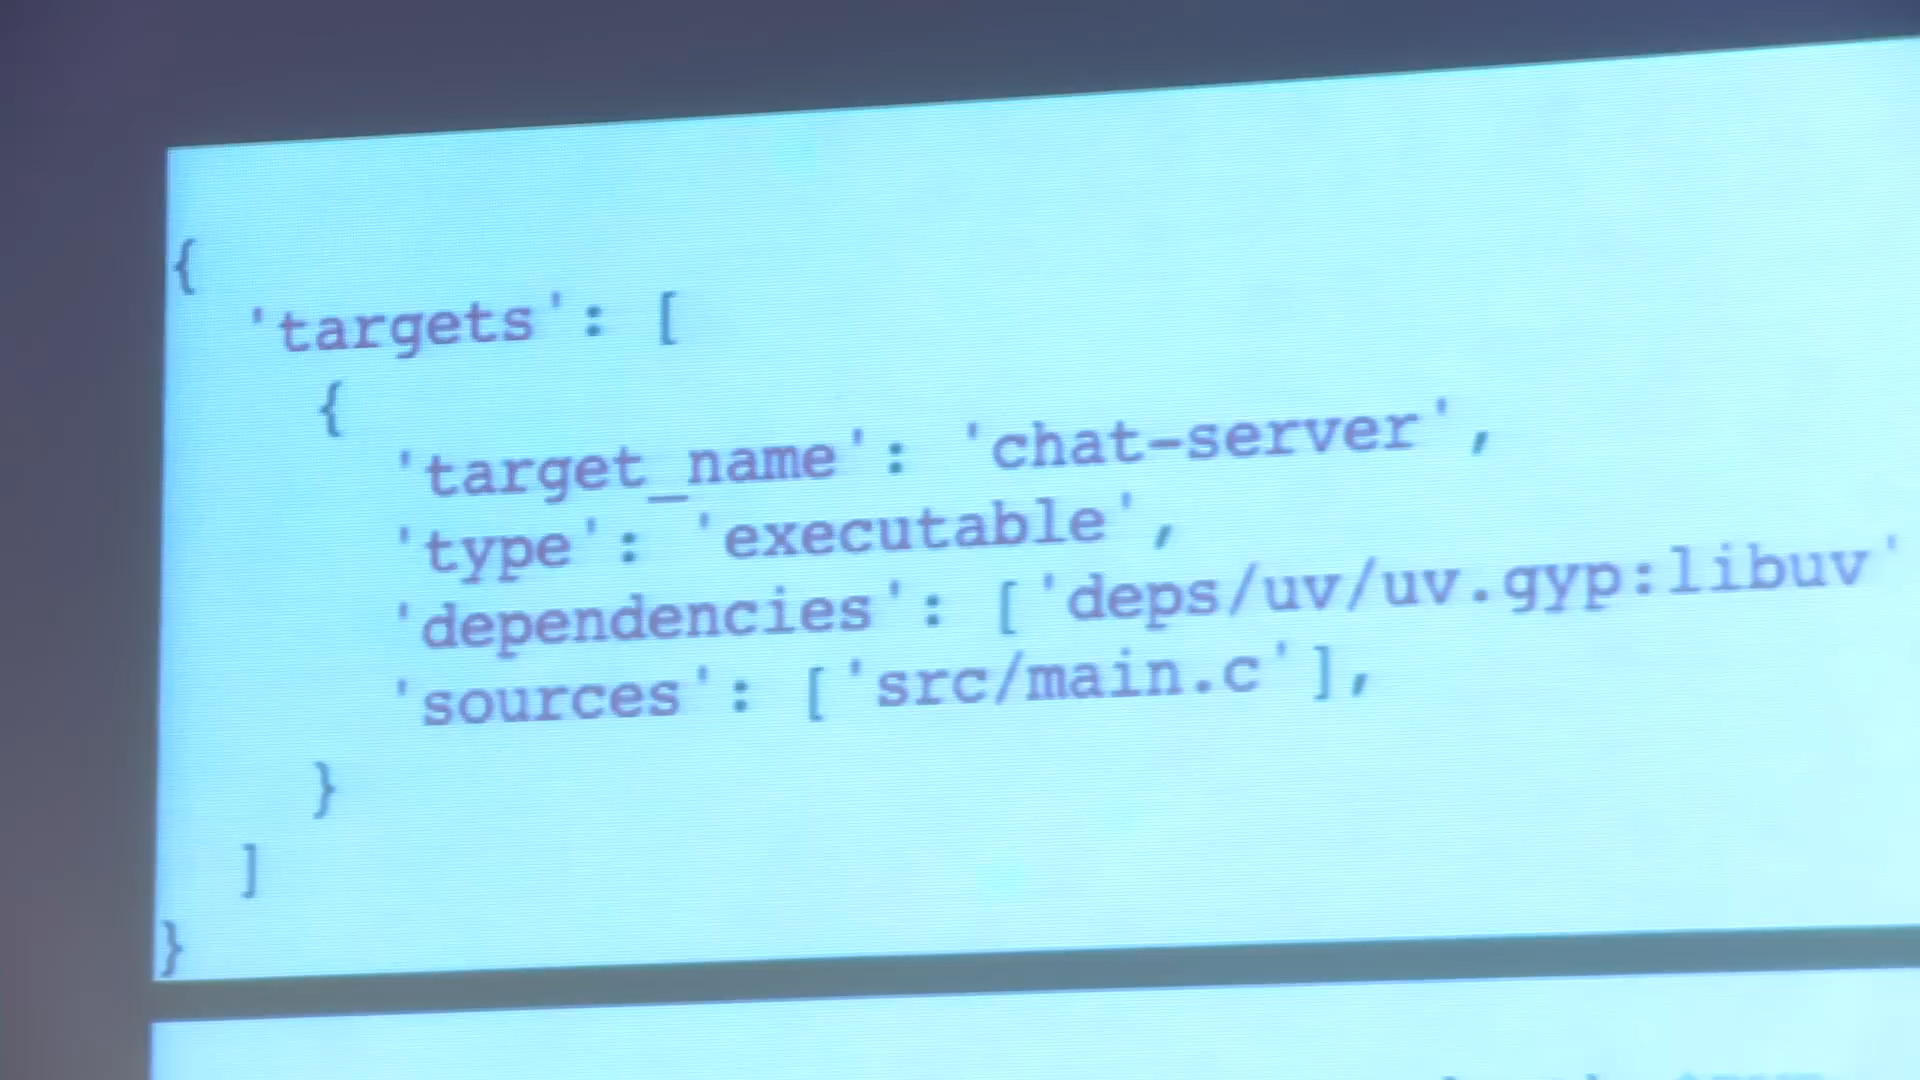 {
'targets': [
{
'target_name': 'chat-server',
'type': 'executable',
'dependencies': ['deps/uv/uv.gyp:libuv'
'sources': ['src/main.c'],
}
]
}